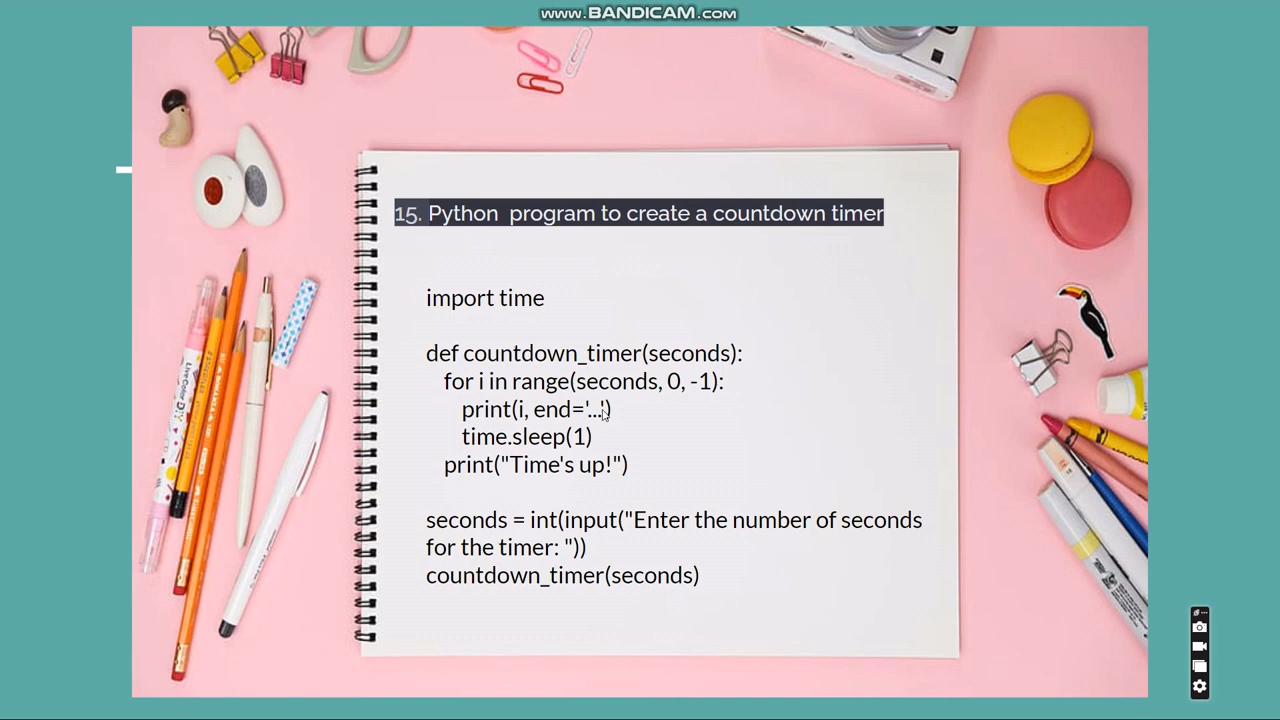 www.BANDICAM.com
15. Python program to create a countdown timer
import time
def countdown_timer(seconds):
for i in range(seconds, 0, -1):
print(i, end='...')
time.sleep(1)
print("Time's up!")
seconds = int(input("Enter the number of seconds
for the timer: "))
countdown_timer(seconds)